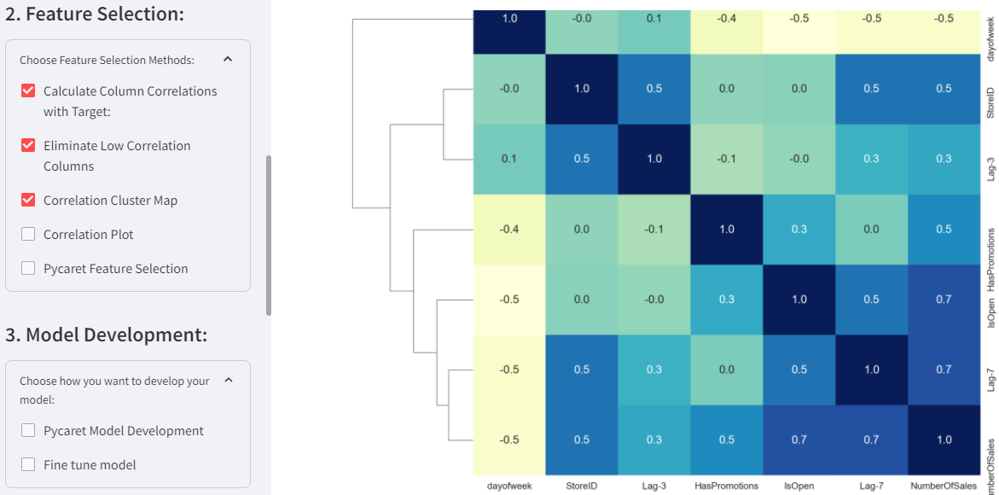 2. Feature Selection:
Choose Feature Selection Methods:
Calculate Column Correlations
with Target:
Eliminate Low Correlation
Columns
Correlation Cluster Map
Correlation Plot
Pycaret Feature Selection
3. Model Development:
Choose how you want to develop your
model:
Pycaret Model Development
Fine tune model
1.0 -0.0 0.1 -0.4 -0.5 -0.5 -0.5
dayofweek
-0.0 1.0 0.5 0.0 0.0 0.5 0.5
StoreID
0.1 0.5 1.0 -0.1 -0.0 0.3 0.3
Lag-3
-0.4 0.0 -0.1 1.0 0.3 0.0 0.5
HasPromotions
-0.5 0.0 -0.0 0.3 1.0 0.5 0.7
IsOpen
-0.5 0.5 0.3 0.0 0.5 1.0 0.7
Lag-7
-0.5 0.5 0.3 0.5 0.7 0.7 1.0
mberOfSales
dayofweek StoreID Lag-3 HasPromotions IsOpen Lag-7 NumberOfSales